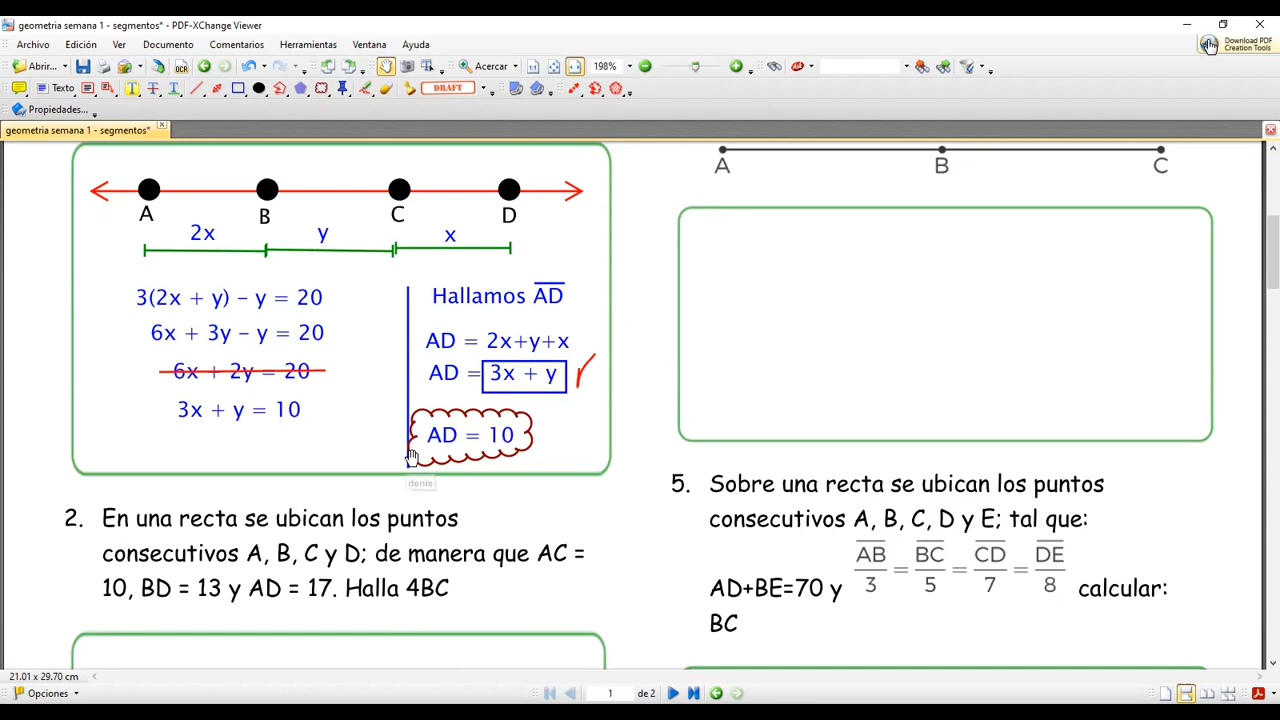 geometria semana 1 - segmentos* - PDF-XChange Viewer
Archivo Edición Ver Documento Comentarios Herramientas Ventana Ayuda
Download PDF
Creation Tools
Abrir... OCR Acercar 198%
Texto DRAFT
Propiedades...
geometria semana 1 - segmentos*
A B C D
2x y x
3(2x + y) – y = 20
6x + 3y – y = 20
6x + 2y = 20
3x + y = 10
Hallamos AD
AD = 2x+y+x
AD = 3x + y
AD = 10
denis
2. En una recta se ubican los puntos
consecutivos A, B, C y D; de manera que AC =
10, BD = 13 y AD = 17. Halla 4BC
A B C
5. Sobre una recta se ubican los puntos
consecutivos A, B, C, D y E; tal que:
AD+BE=70 y AB/3 = BC/5 = CD/7 = DE/8 calcular:
BC
21.01 x 29.70 cm
Opciones 1 de 2